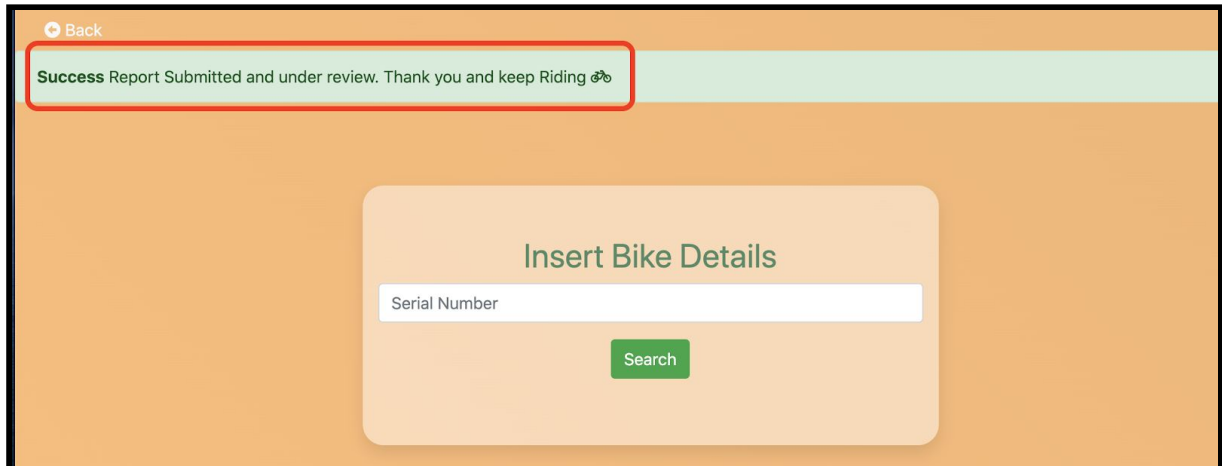 Back
Success Report Submitted and under review. Thank you and keep Riding
Insert Bike Details
Serial Number
Search